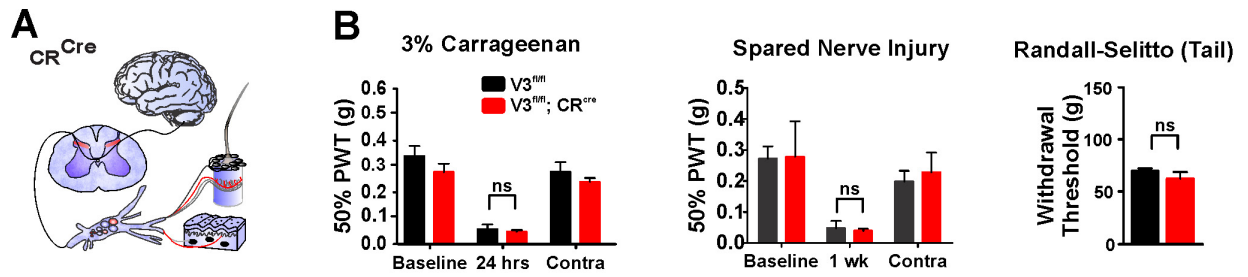 A
CR^Cre
B
3% Carrageenan
V3^fl/fl
V3^fl/fl; CR^cre
50% PWT (g)
0.6
0.5
0.4
0.3
0.2
0.1
0.0
ns
Baseline 24 hrs Contra
Spared Nerve Injury
50% PWT (g)
0.5
0.4
0.3
0.2
0.1
0.0
ns
Baseline 1 wk Contra
Randall-Selitto (Tail)
Withdrawal
Threshold (g)
150
100
50
0
ns